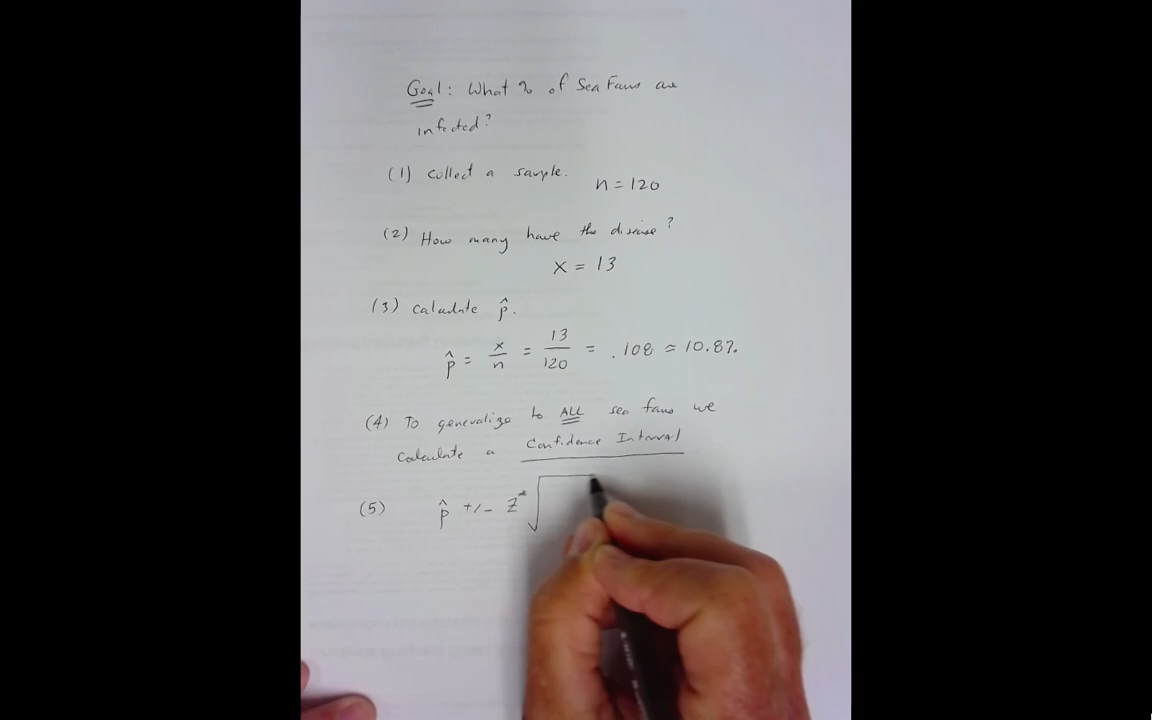 Goal: What % of Sea Fans are
infected?
(1) collect a sample.
n = 120
(2) How many have the disease?
x = 13
(3) calculate p̂.
p̂ = x/n = 13/120 = .108 ≈ 10.8%
(4) To generalize to ALL sea fans we
calculate a Confidence Interval
(5) p̂ +/- Z* √